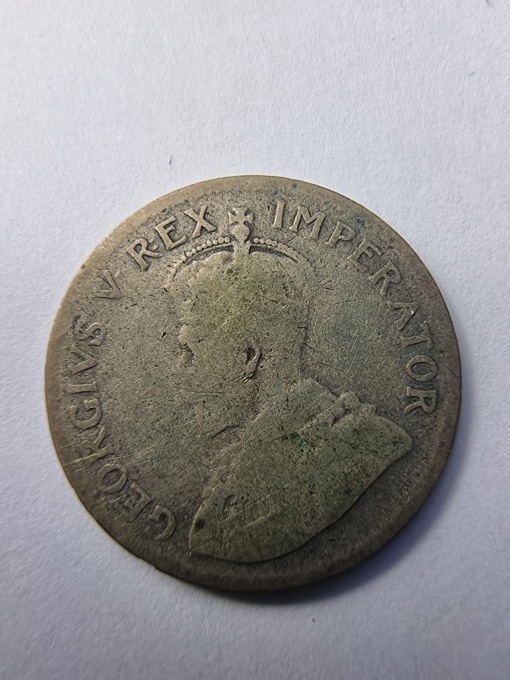 GEORGIVS V REX IMPERATOR